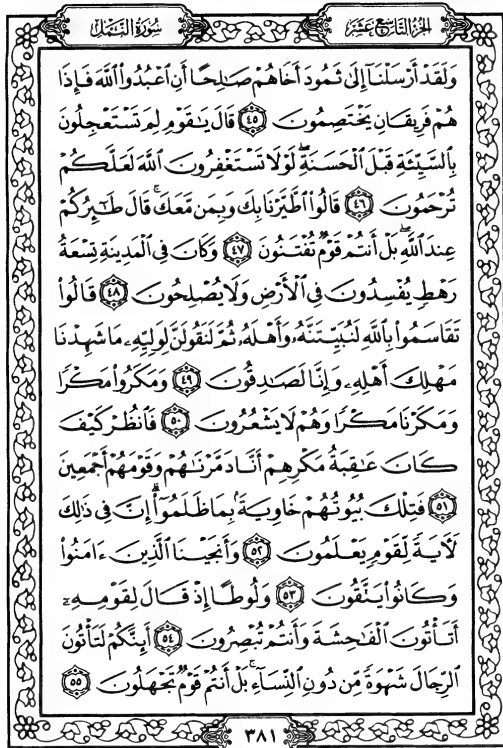 الجزء التاسع عشر
سورة النمل
وَلَقَدْ أَرْسَلْنَآ إِلَىٰ ثَمُودَ أَخَاهُمْ صَٰلِحًا أَنِ ٱعْبُدُوا۟ ٱللَّهَ فَإِذَا
هُمْ فَرِيقَانِ يَخْتَصِمُونَ ٤٥ قَالَ يَٰقَوْمِ لِمَ تَسْتَعْجِلُونَ
بِٱلسَّيِّئَةِ قَبْلَ ٱلْحَسَنَةِ ۖ لَوْلَا تَسْتَغْفِرُونَ ٱللَّهَ لَعَلَّكُمْ
تُرْحَمُونَ ٤٦ قَالُوا۟ ٱطَّيَّرْنَا بِكَ وَبِمَن مَّعَكَ ۚ قَالَ طَٰٓئِرُكُمْ
عِندَ ٱللَّهِ ۖ بَلْ أَنتُمْ قَوْمٌ تُفْتَنُونَ ٤٧ وَكَانَ فِى ٱلْمَدِينَةِ تِسْعَةُ
رَهْطٍ يُفْسِدُونَ فِى ٱلْأَرْضِ وَلَا يُصْلِحُونَ ٤٨ قَالُوا۟
تَقَاسَمُوا۟ بِٱللَّهِ لَنُبَيِّتَنَّهُۥ وَأَهْلَهُۥ ثُمَّ لَنَقُولَنَّ لِوَلِيِّهِۦ مَا شَهِدْنَا
مَهْلِكَ أَهْلِهِۦ وَإِنَّا لَصَٰدِقُونَ ٤٩ وَمَكَرُوا۟ مَكْرًا
وَمَكَرْنَا مَكْرًا وَهُمْ لَا يَشْعُرُونَ ٥٠ فَٱنظُرْ كَيْفَ
كَانَ عَٰقِبَةُ مَكْرِهِمْ أَنَّا دَمَّرْنَٰهُمْ وَقَوْمَهُمْ أَجْمَعِينَ
٥١ فَتِلْكَ بُيُوتُهُمْ خَاوِيَةًۢ بِمَا ظَلَمُوٓا۟ ۗ إِنَّ فِى ذَٰلِكَ
لَءَايَةً لِّقَوْمٍ يَعْلَمُونَ ٥٢ وَأَنجَيْنَا ٱلَّذِينَ ءَامَنُوا۟
وَكَانُوا۟ يَتَّقُونَ ٥٣ وَلُوطًا إِذْ قَالَ لِقَوْمِهِۦٓ
أَتَأْتُونَ ٱلْفَٰحِشَةَ وَأَنتُمْ تُبْصِرُونَ ٥٤ أَئِنَّكُمْ لَتَأْتُونَ
ٱلرِّجَالَ شَهْوَةً مِّن دُونِ ٱلنِّسَآءِ ۚ بَلْ أَنتُمْ قَوْمٌ تَجْهَلُونَ ٥٥
٣٨١